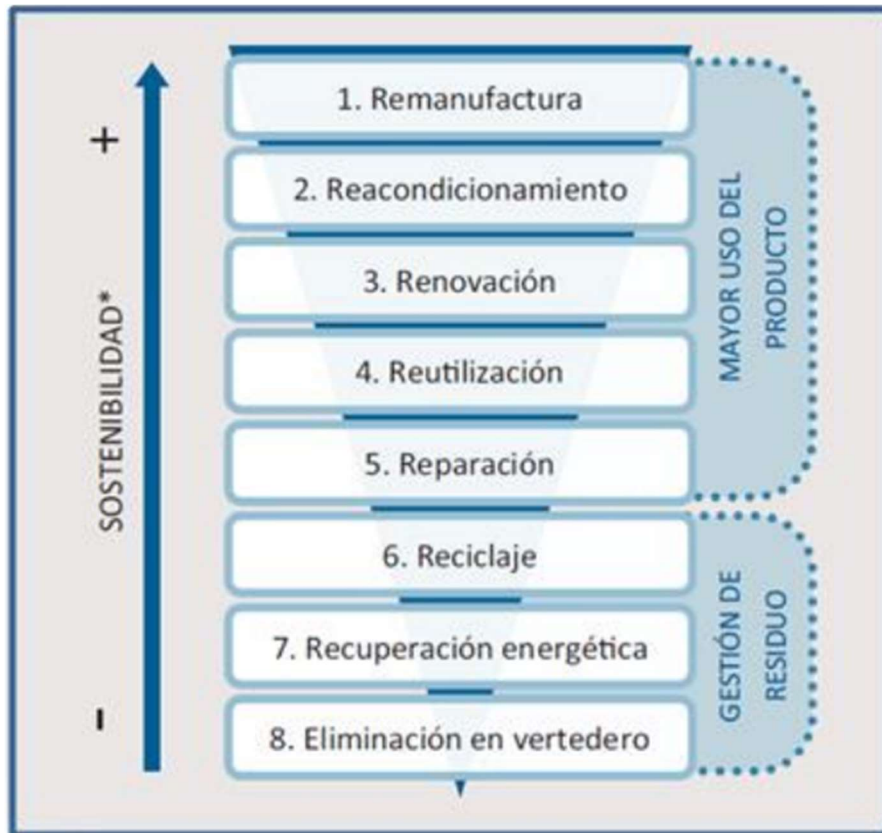 +
SOSTENIBILIDAD*
-
1. Remanufactura
2. Reacondicionamiento
3. Renovación
4. Reutilización
5. Reparación
6. Reciclaje
7. Recuperación energética
8. Eliminación en vertedero
MAYOR USO DEL
PRODUCTO
GESTIÓN DE
RESIDUO